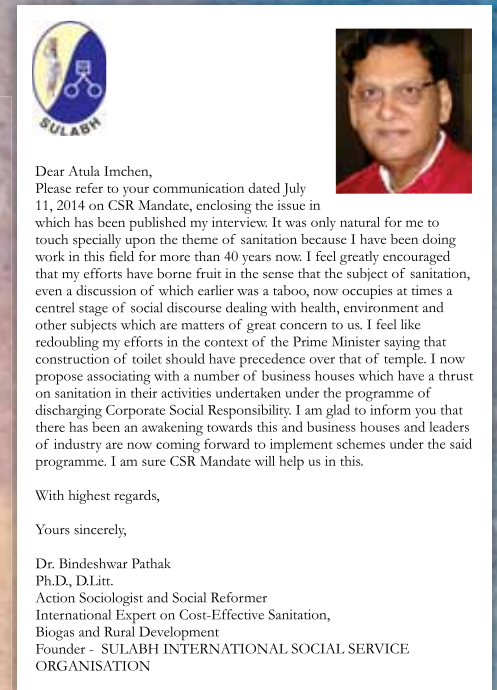 SULABH
Dear Atula Imchen,
Please refer to your communication dated July
11, 2014 on CSR Mandate, enclosing the issue in
which has been published my interview. It was only natural for me to
touch specially upon the theme of sanitation because I have been doing
work in this field for more than 40 years now. I feel greatly encouraged
that my efforts have borne fruit in the sense that the subject of sanitation,
even a discussion of which earlier was a taboo, now occupies at times a
centrel stage of social discourse dealing with health, environment and
other subjects which are matters of great concern to us. I feel like
redoubling my efforts in the context of the Prime Minister saying that
construction of toilet should have precedence over that of temple. I now
propose associating with a number of business houses which have a thrust
on sanitation in their activities undertaken under the programme of
discharging Corporate Social Responsibility. I am glad to inform you that
there has been an awakening towards this and business houses and leaders
of industry are now coming forward to implement schemes under the said
programme. I am sure CSR Mandate will help us in this.
With highest regards,
Yours sincerely,
Dr. Bindeshwar Pathak
Ph.D., D.Litt.
Action Sociologist and Social Reformer
International Expert on Cost-Effective Sanitation,
Biogas and Rural Development
Founder - SULABH INTERNATIONAL SOCIAL SERVICE
ORGANISATION